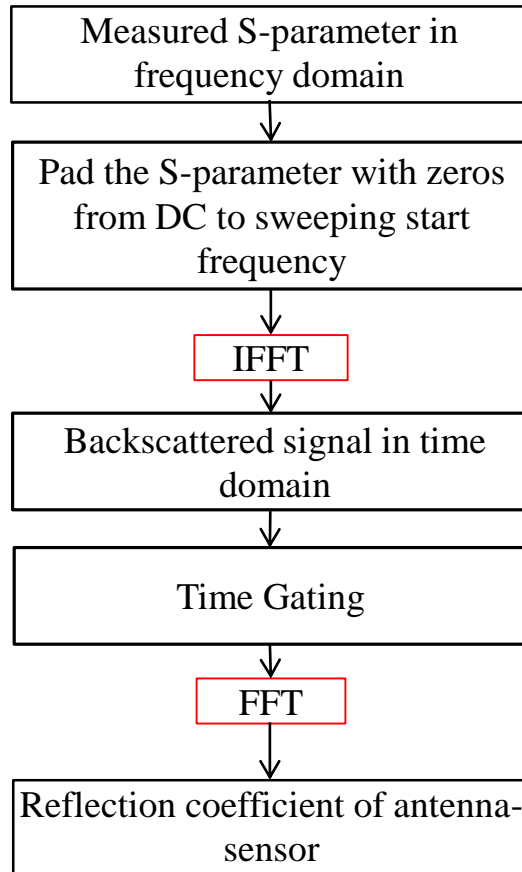 Measured S-parameter in
frequency domain
Pad the S-parameter with zeros
from DC to sweeping start
frequency
IFFT
Backscattered signal in time
domain
Time Gating
FFT
Reflection coefficient of antenna-
sensor